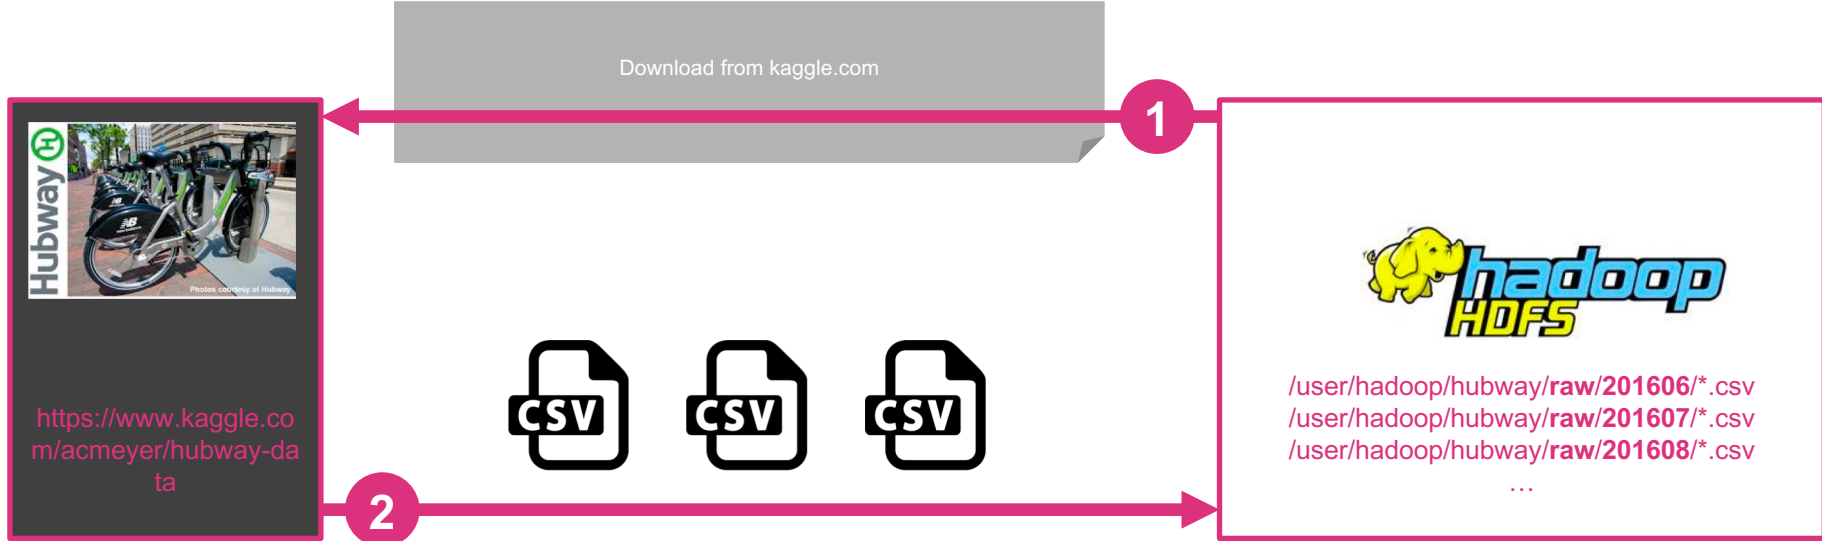 Download from kaggle.com
1
Hubway
H
NB
Photos courtesy of Hubway
https://www.kaggle.co
m/acmeyer/hubway-da
ta
CSV
CSV
CSV
2
hadoop
HDFS
/user/hadoop/hubway/raw/201606/*.csv
/user/hadoop/hubway/raw/201607/*.csv
/user/hadoop/hubway/raw/201608/*.csv
…